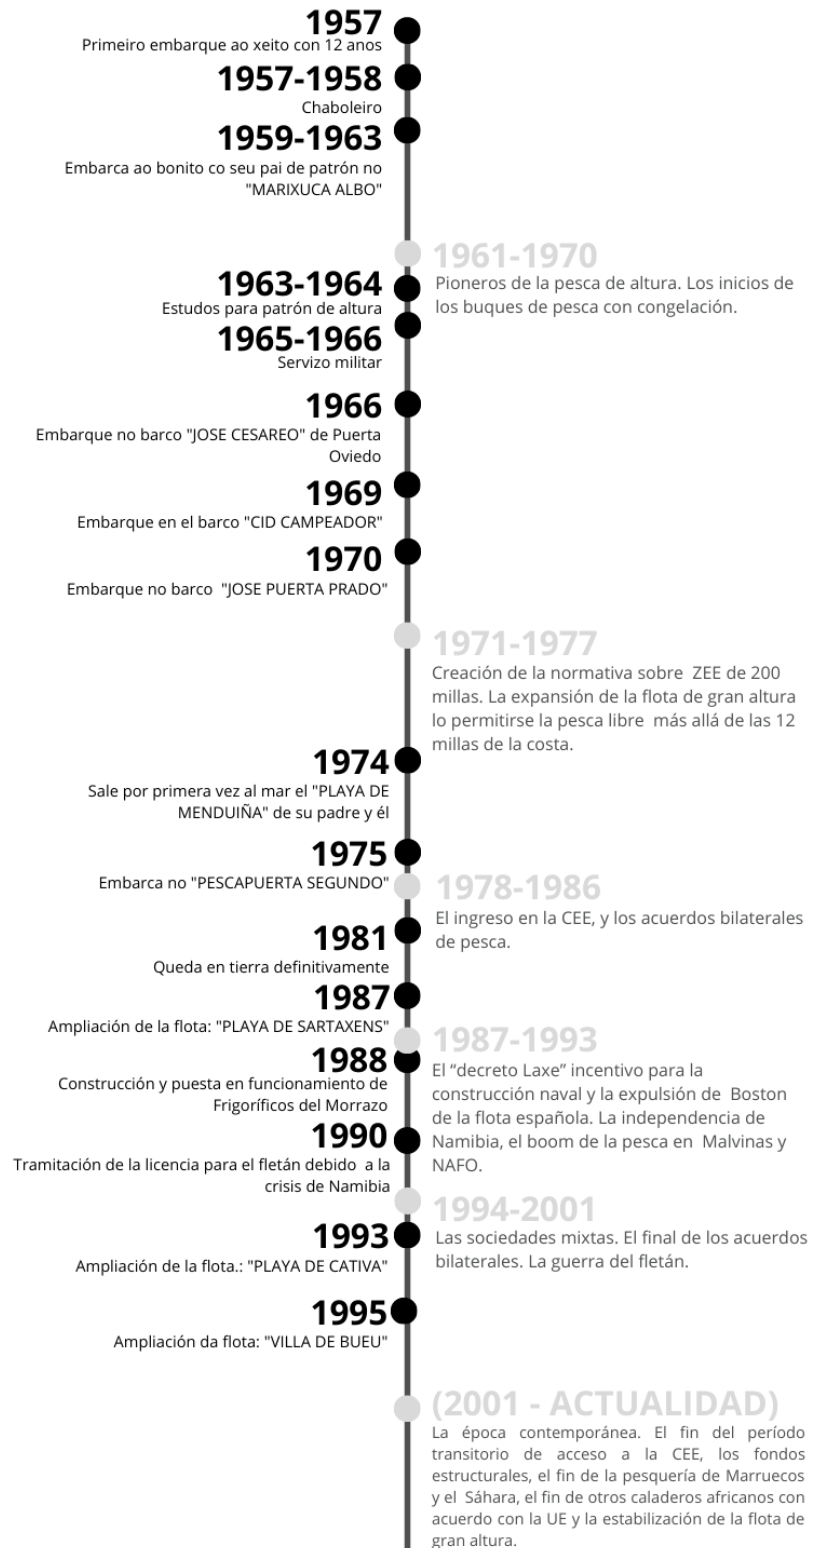 1957
Primeiro embarque ao xeito con 12 anos
1957-1958
Chaboleiro
1959-1963
Embarca ao bonito co seu pai de patrón no
"MARIXUCA ALBO"
1961-1970
Pioneros de la pesca de altura. Los inicios de
los buques de pesca con congelación.
1963-1964
Estudos para patrón de altura
1965-1966
Servizo militar
1966
Embarque no barco "JOSE CESAREO" de Puerta
Oviedo
1969
Embarque en el barco "CID CAMPEADOR"
1970
Embarque no barco "JOSE PUERTA PRADO"
1971-1977
Creación de la normativa sobre ZEE de 200
millas. La expansión de la flota de gran altura
lo permitirse la pesca libre más allá de las 12
millas de la costa.
1974
Sale por primera vez al mar el "PLAYA DE
MENDUIÑA" de su padre y él
1975
Embarca no "PESCAPUERTA SEGUNDO"
1978-1986
El ingreso en la CEE, y los acuerdos bilaterales
de pesca.
1981
Queda en tierra definitivamente
1987
Ampliación de la flota: "PLAYA DE SARTAXENS"
1987-1993
El “decreto Laxe” incentivo para la
construcción naval y la expulsión de Boston
de la flota española. La independencia de
Namibia, el boom de la pesca en Malvinas y
NAFO.
1988
Construcción y puesta en funcionamiento de
Frigoríficos del Morrazo
1990
Tramitación de la licencia para el fletán debido a la
crisis de Namibia
1994-2001
Las sociedades mixtas. El final de los acuerdos
bilaterales. La guerra del fletán.
1993
Ampliación de la flota.: "PLAYA DE CATIVA"
1995
Ampliación da flota: "VILLA DE BUEU"
(2001 - ACTUALIDAD)
La época contemporánea. El fin del período
transitorio de acceso a la CEE, los fondos
estructurales, el fin de la pesquería de Marruecos
y el Sáhara, el fin de otros caladeros africanos con
acuerdo con la UE y la estabilización de la flota de
gran altura.